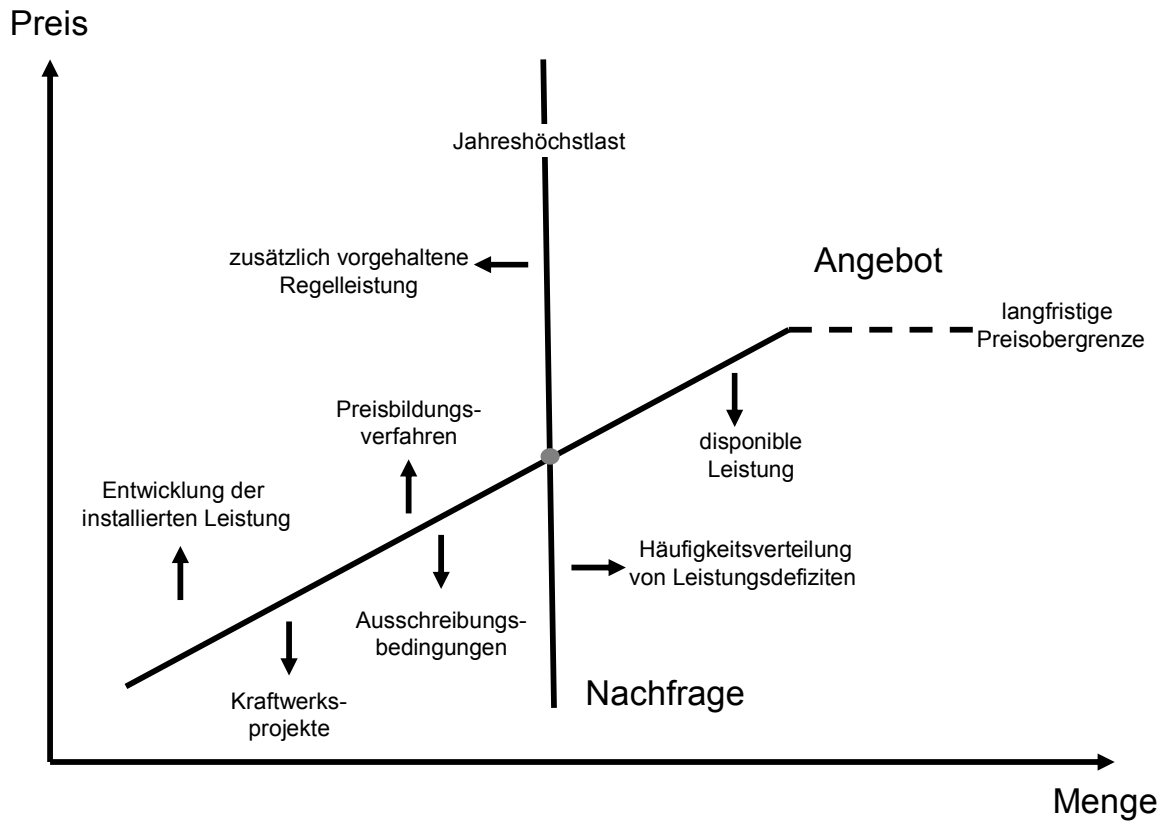 Preis
Jahreshöchstlast
zusätzlich vorgehaltene
Regelleistung
Angebot
langfristige
Preisobergrenze
Preisbildungs-
verfahren
disponible
Leistung
Entwicklung der
installierten Leistung
Häufigkeitsverteilung
von Leistungsdefiziten
Ausschreibungs-
bedingungen
Kraftwerks-
projekte
Nachfrage
Menge